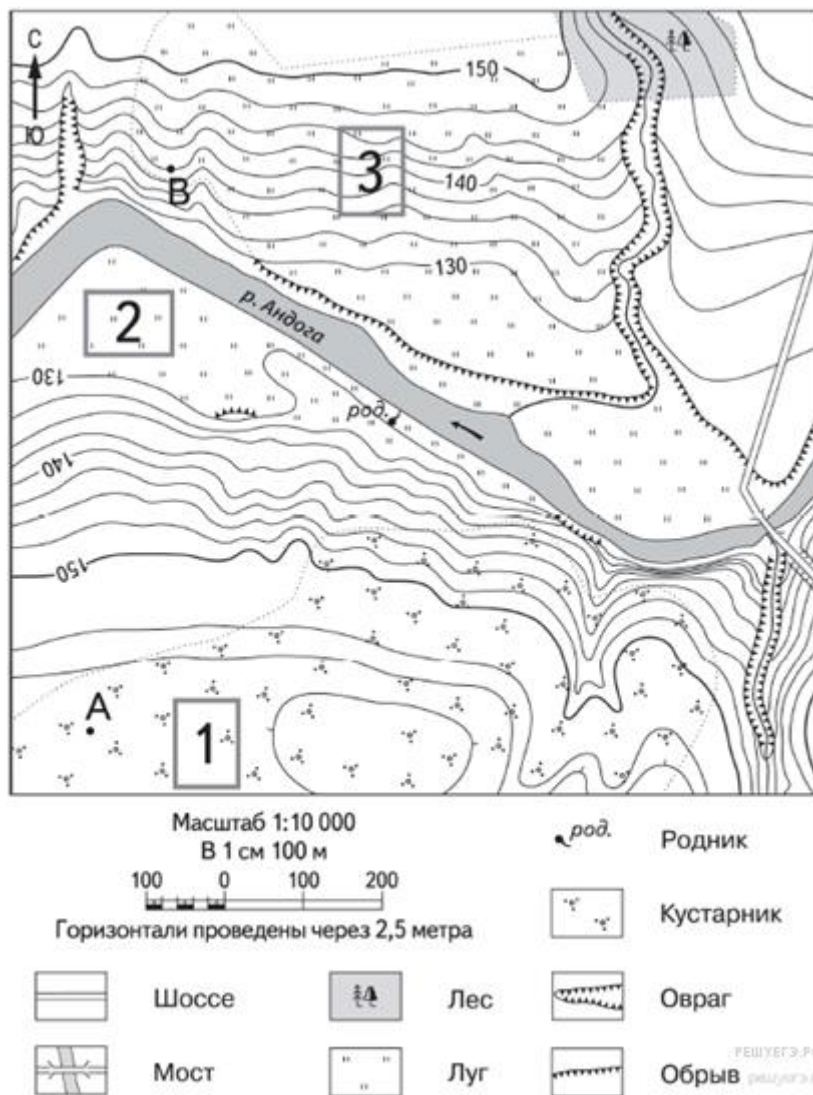 С
150
Ю
В
3
140
130
2
р. Андога
130
род.
140
150
А
1
Масштаб 1:10 000
В 1 см 100 м
100 0 100 200
Горизонтали проведены через 2,5 метра
род. Родник
Кустарник
Шоссе
Лес
Овраг
Мост
Луг
Обрыв